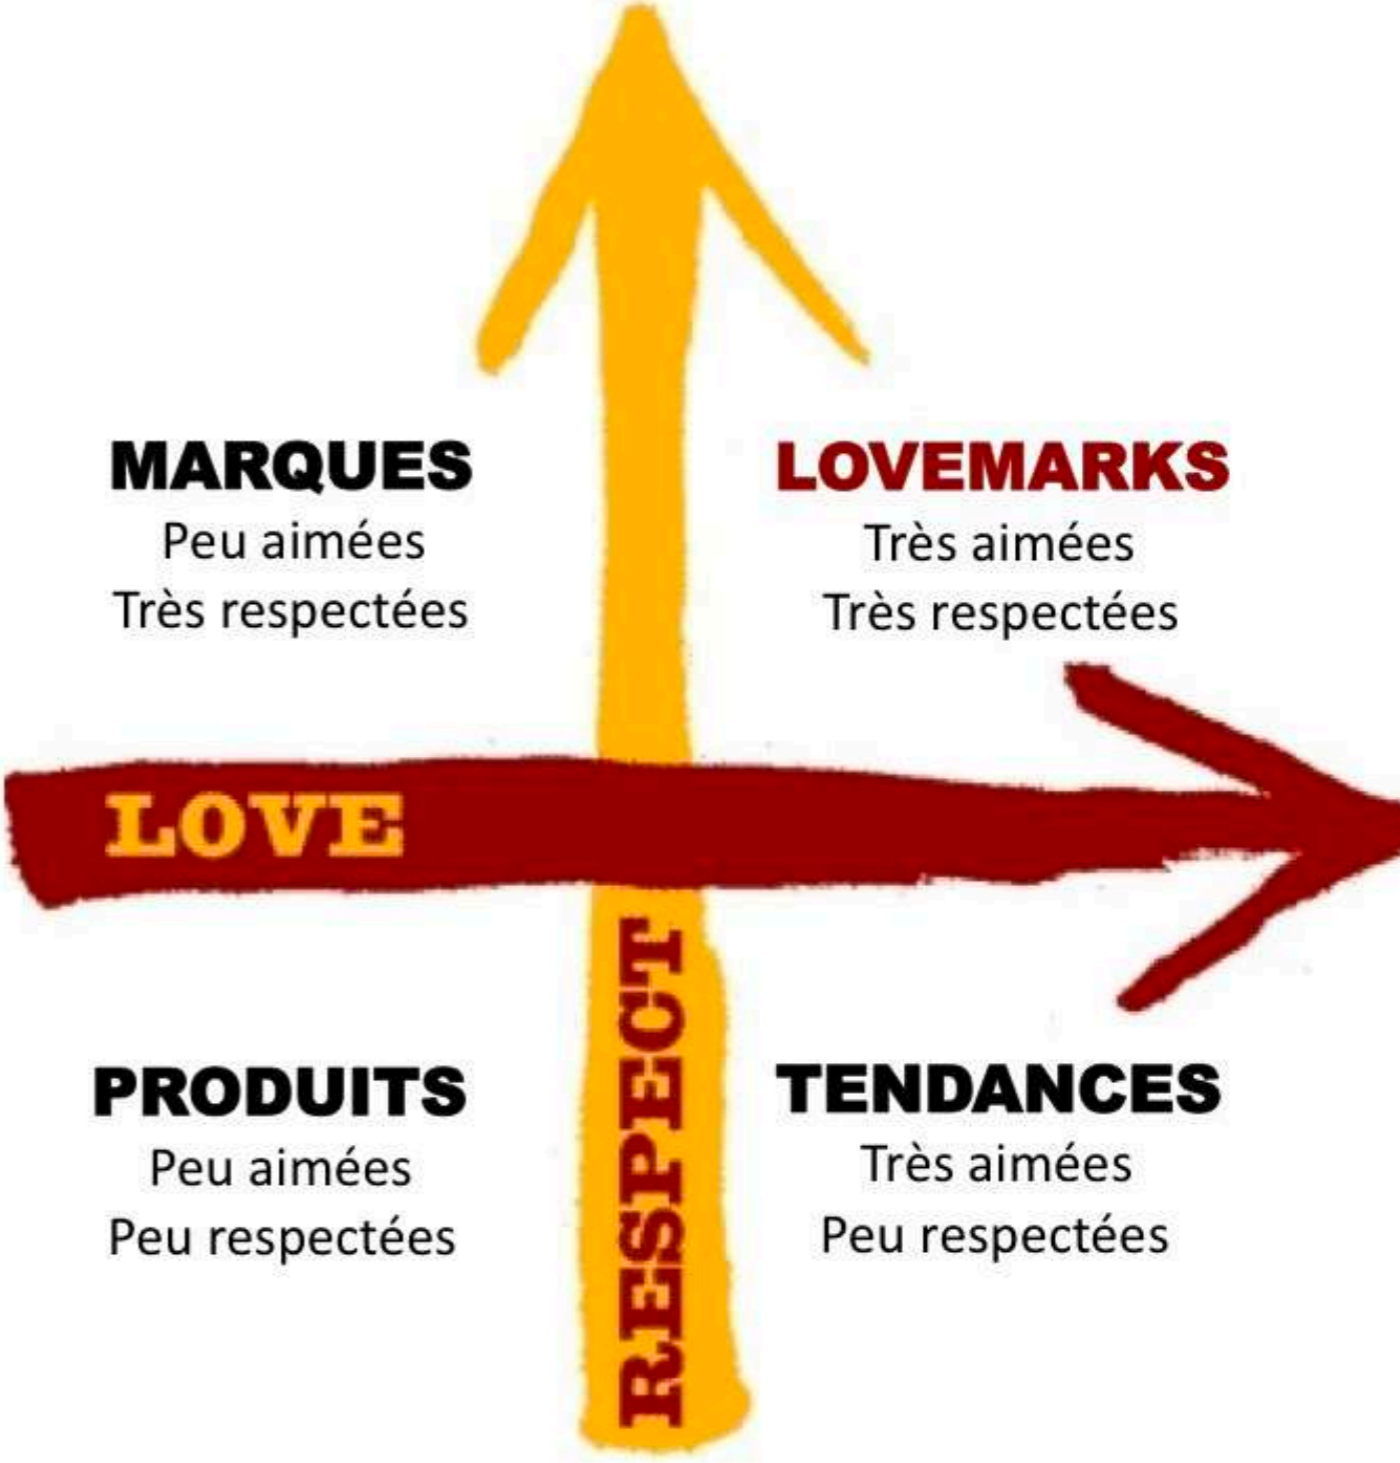 MARQUES
Peu aimées
Très respectées
LOVEMARKS
Très aimées
Très respectées
LOVE
RESPECT
PRODUITS
Peu aimées
Peu respectées
TENDANCES
Très aimées
Peu respectées